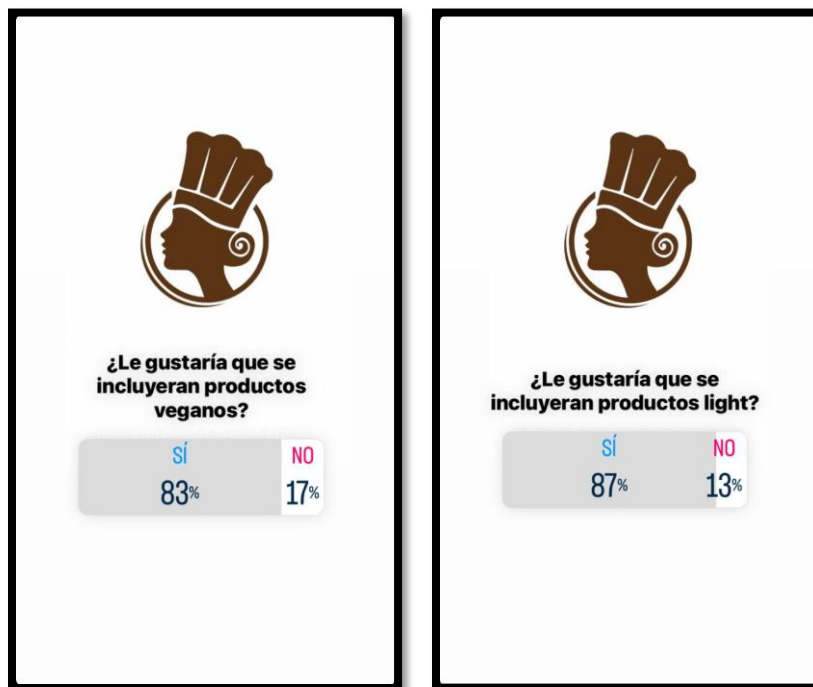 ¿Le gustaría que se
incluyeran productos
veganos?
SÍ NO
83% 17%
¿Le gustaría que se
incluyeran productos light?
SÍ NO
87% 13%